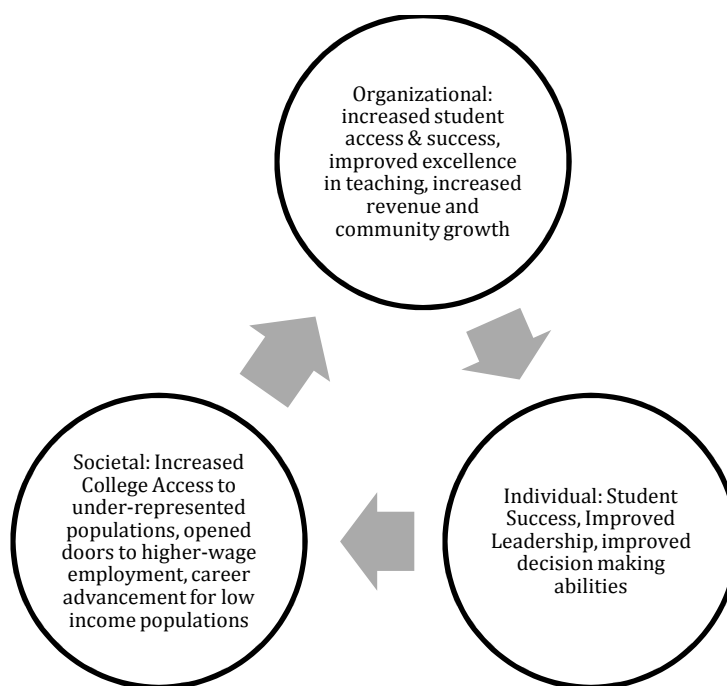 Organizational:
increased student
access & success,
improved excellence
in teaching, increased
revenue and
community growth
Individual: Student
Success, Improved
Leadership, improved
decision making
abilities
Societal: Increased
College Access to
under-represented
populations, opened
doors to higher-wage
employment, career
advancement for low
income populations